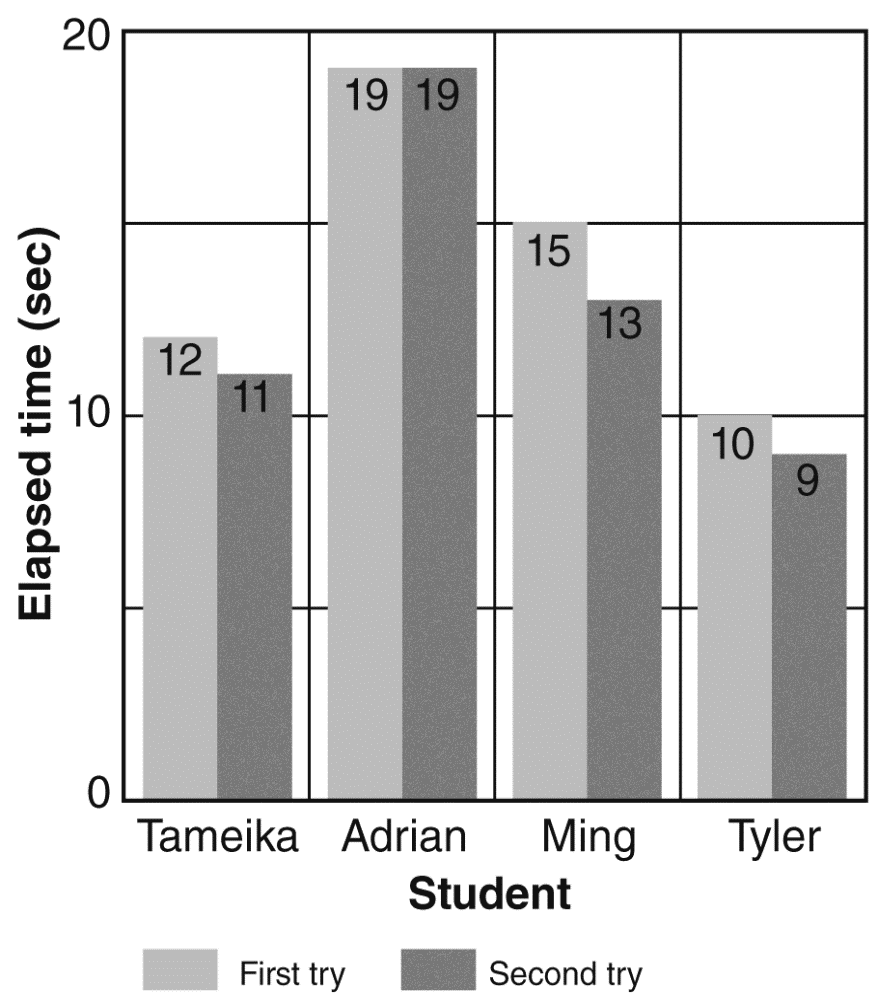 Elapsed time (sec)
20
10
0
12
11
19
19
15
13
10
9
Tameika
Adrian
Ming
Tyler
Student
First try
Second try